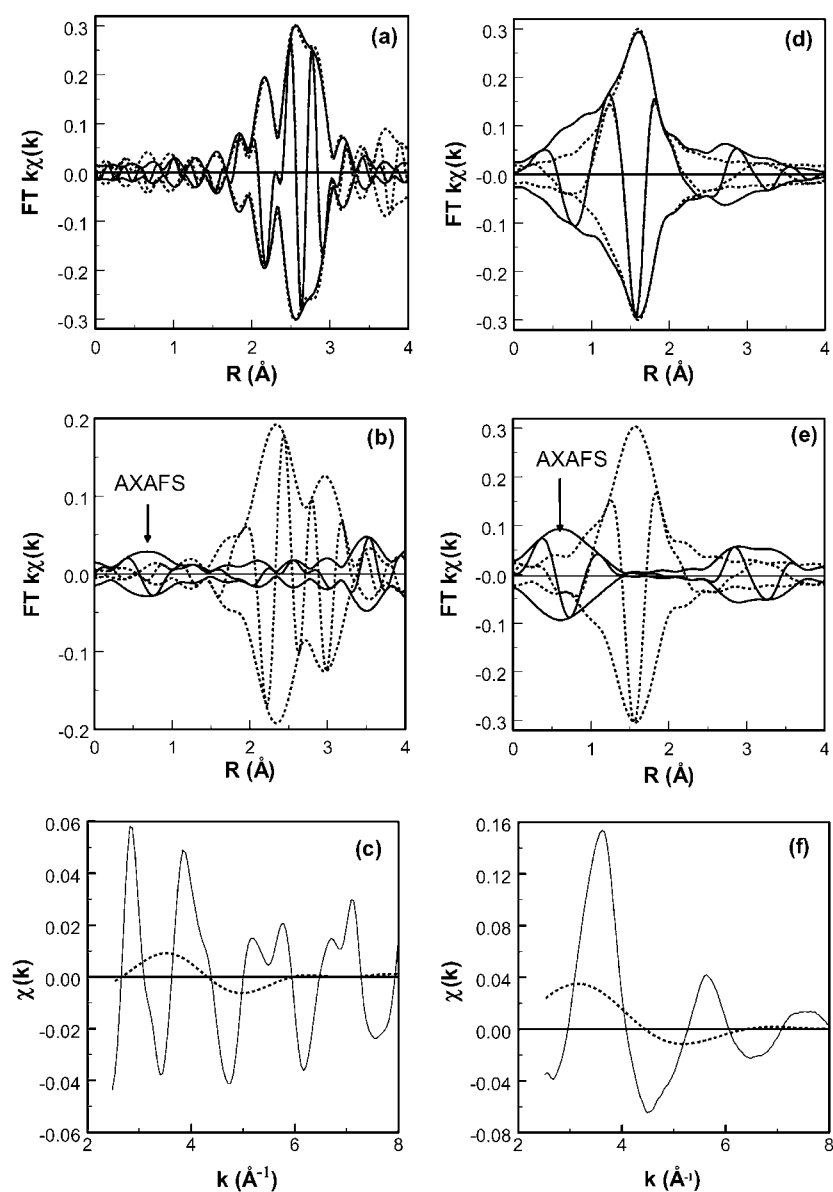 (a)
FT kχ(k)
0.3
0.2
0.1
0.0
-0.1
-0.2
-0.3
0 1 2 3 4
R (Å)
(d)
FT kχ(k)
0.3
0.2
0.1
-0.0
-0.1
-0.2
-0.3
0 1 2 3 4
R (Å)
(b)
AXAFS
FT kχ(k)
0.2
0.1
0.0
-0.1
-0.2
0 1 2 3 4
R (Å)
(e)
AXAFS
FT kχ(k)
0.3
0.2
0.1
-0.0
-0.1
-0.2
-0.3
0 1 2 3 4
R (Å)
(c)
χ(k)
0.06
0.04
0.02
0.00
-0.02
-0.04
-0.06
2 4 6 8
k (Å⁻¹)
(f)
χ(k)
0.16
0.12
0.08
0.04
0.00
-0.04
-0.08
2 4 6 8
k (Å⁻¹)